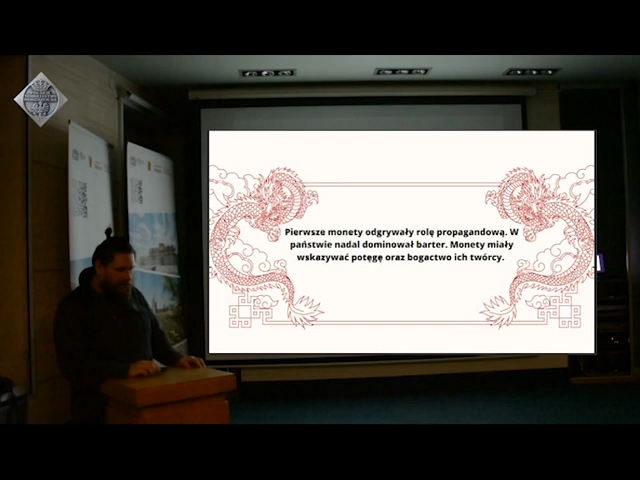 Pierwsze monety odgrywały rolę propagandową. W
państwie nadal dominował barter. Monety miały
wskazywać potęgę oraz bogactwo ich twórcy.